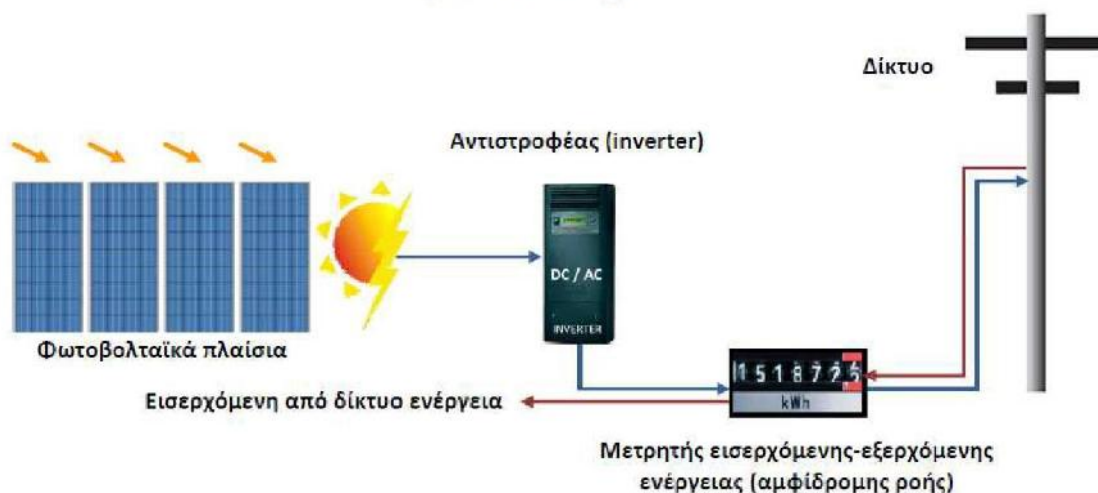 Δίκτυο
Αντιστροφέας (inverter)
DC / AC
INVERTER
Φωτοβολταϊκά πλαίσια
1518725
kWh
Εισερχόμενη από δίκτυο ενέργεια
Μετρητής εισερχόμενης-εξερχόμενης
ενέργειας (αμφίδρομης ροής)